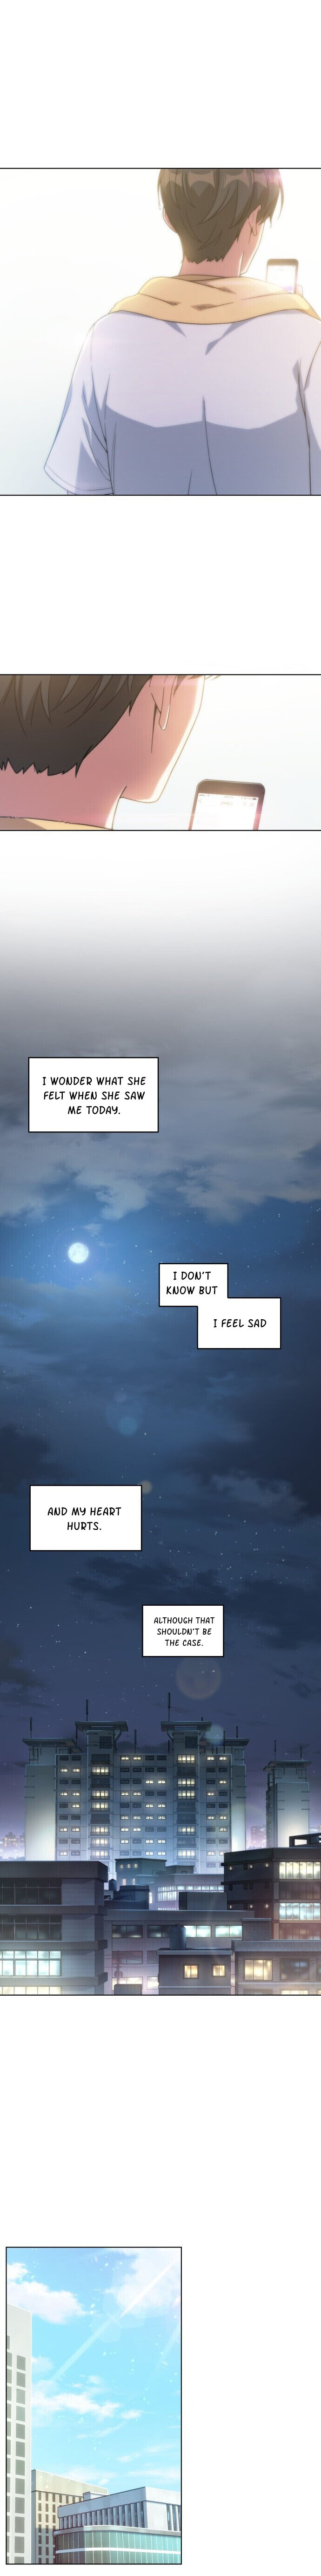 I WONDER WHAT SHE
FELT WHEN SHE SAW
ME TODAY.
I DON'T
KNOW BUT
I FEEL SAD
AND MY HEART
HURTS.
ALTHOUGH THAT
SHOULDN'T BE
THE CASE.